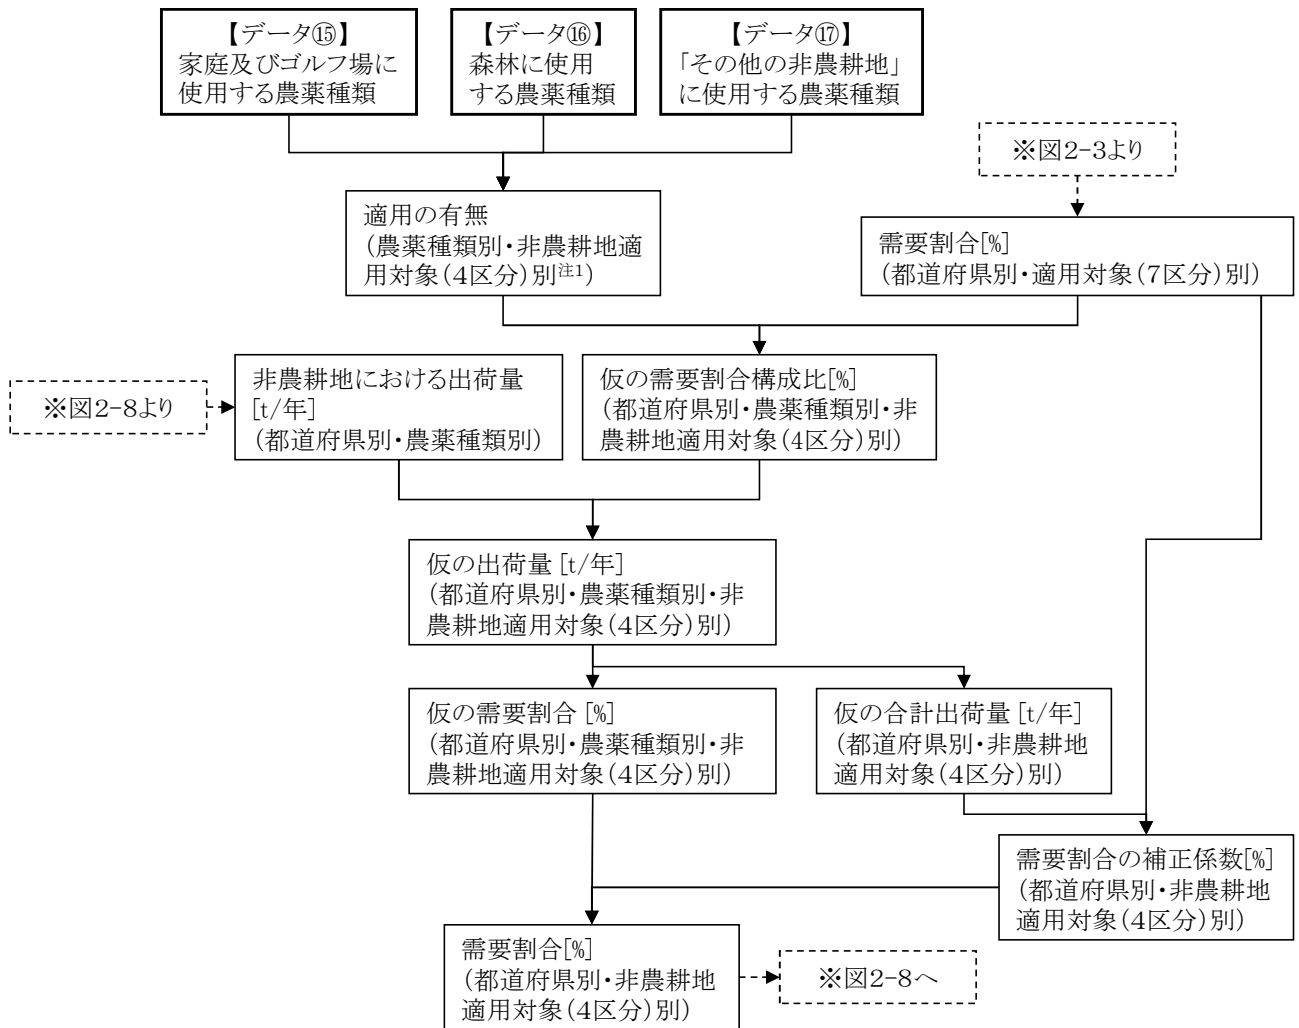 【データ⑮】
家庭及びゴルフ場に
使用する農薬種類
【データ⑯】
森林に使用
する農薬種類
【データ⑰】
「その他の非農耕地」
に使用する農薬種類
※図2-3より
適用の有無
(農薬種類別・非農耕地適
用対象(4区分)別注1)
需要割合[%]
(都道府県別・適用対象(7区分)別)
※図2-8より
非農耕地における出荷量
[t/年]
(都道府県別・農薬種類別)
仮の需要割合構成比[%]
(都道府県別・農薬種類別・非
農耕地適用対象(4区分)別)
仮の出荷量 [t/年]
(都道府県別・農薬種類別・非
農耕地適用対象(4区分)別)
仮の需要割合 [%]
(都道府県別・農薬種類別・非
農耕地適用対象(4区分)別)
仮の合計出荷量 [t/年]
(都道府県別・非農耕地
適用対象(4区分)別)
需要割合の補正係数[%]
(都道府県別・非農耕地
適用対象(4区分)別)
需要割合[%]
(都道府県別・非農耕地
適用対象(4区分)別)
※図2-8へ